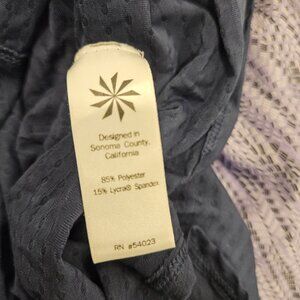 Designed in
Sonoma County,
California
85% Polyester
15% Lycra® Spandex
RN #54023